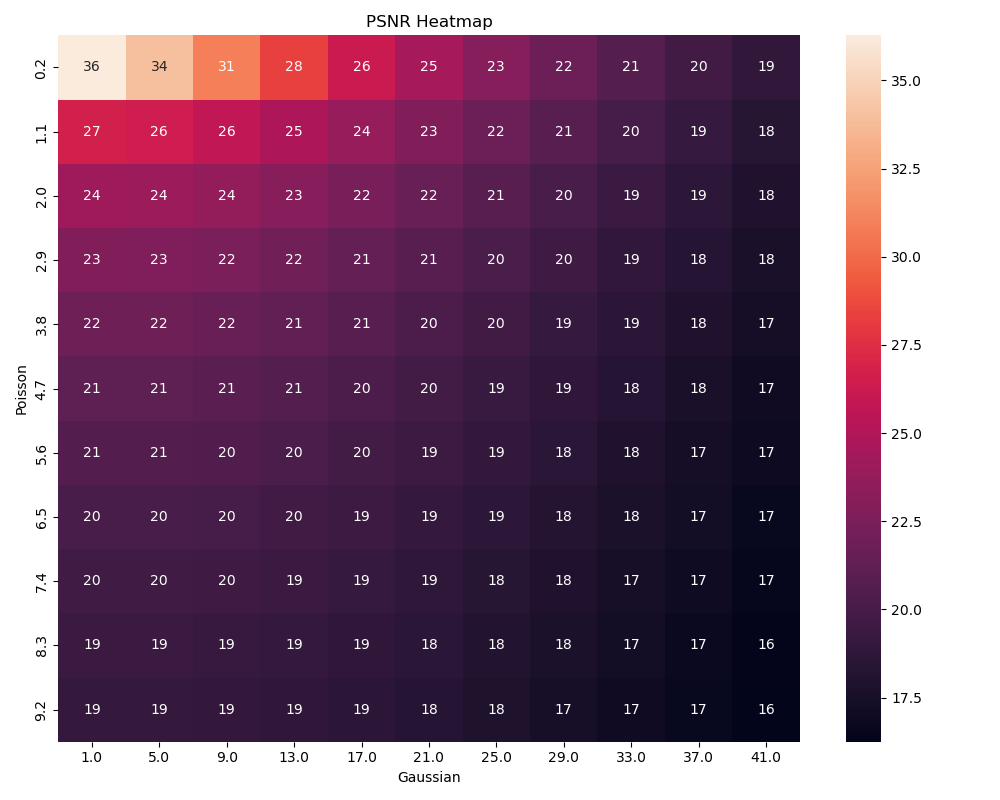 PSNR Heatmap
0.2 36 34 31 28 26 25 23 22 21 20 19
1.1 27 26 26 25 24 23 22 21 20 19 18
2.0 24 24 24 23 22 22 21 20 19 19 18
2.9 23 23 22 22 21 21 20 20 19 18 18
3.8 22 22 22 21 21 20 20 19 19 18 17
4.7 21 21 21 21 20 20 19 19 18 18 17
5.6 21 21 20 20 20 19 19 18 18 17 17
6.5 20 20 20 20 19 19 19 18 18 17 17
7.4 20 20 20 19 19 19 18 18 17 17 17
8.3 19 19 19 19 19 18 18 18 17 17 16
9.2 19 19 19 19 19 18 18 17 17 17 16
Poisson
1.0 5.0 9.0 13.0 17.0 21.0 25.0 29.0 33.0 37.0 41.0
Gaussian
35.0
32.5
30.0
27.5
25.0
22.5
20.0
17.5